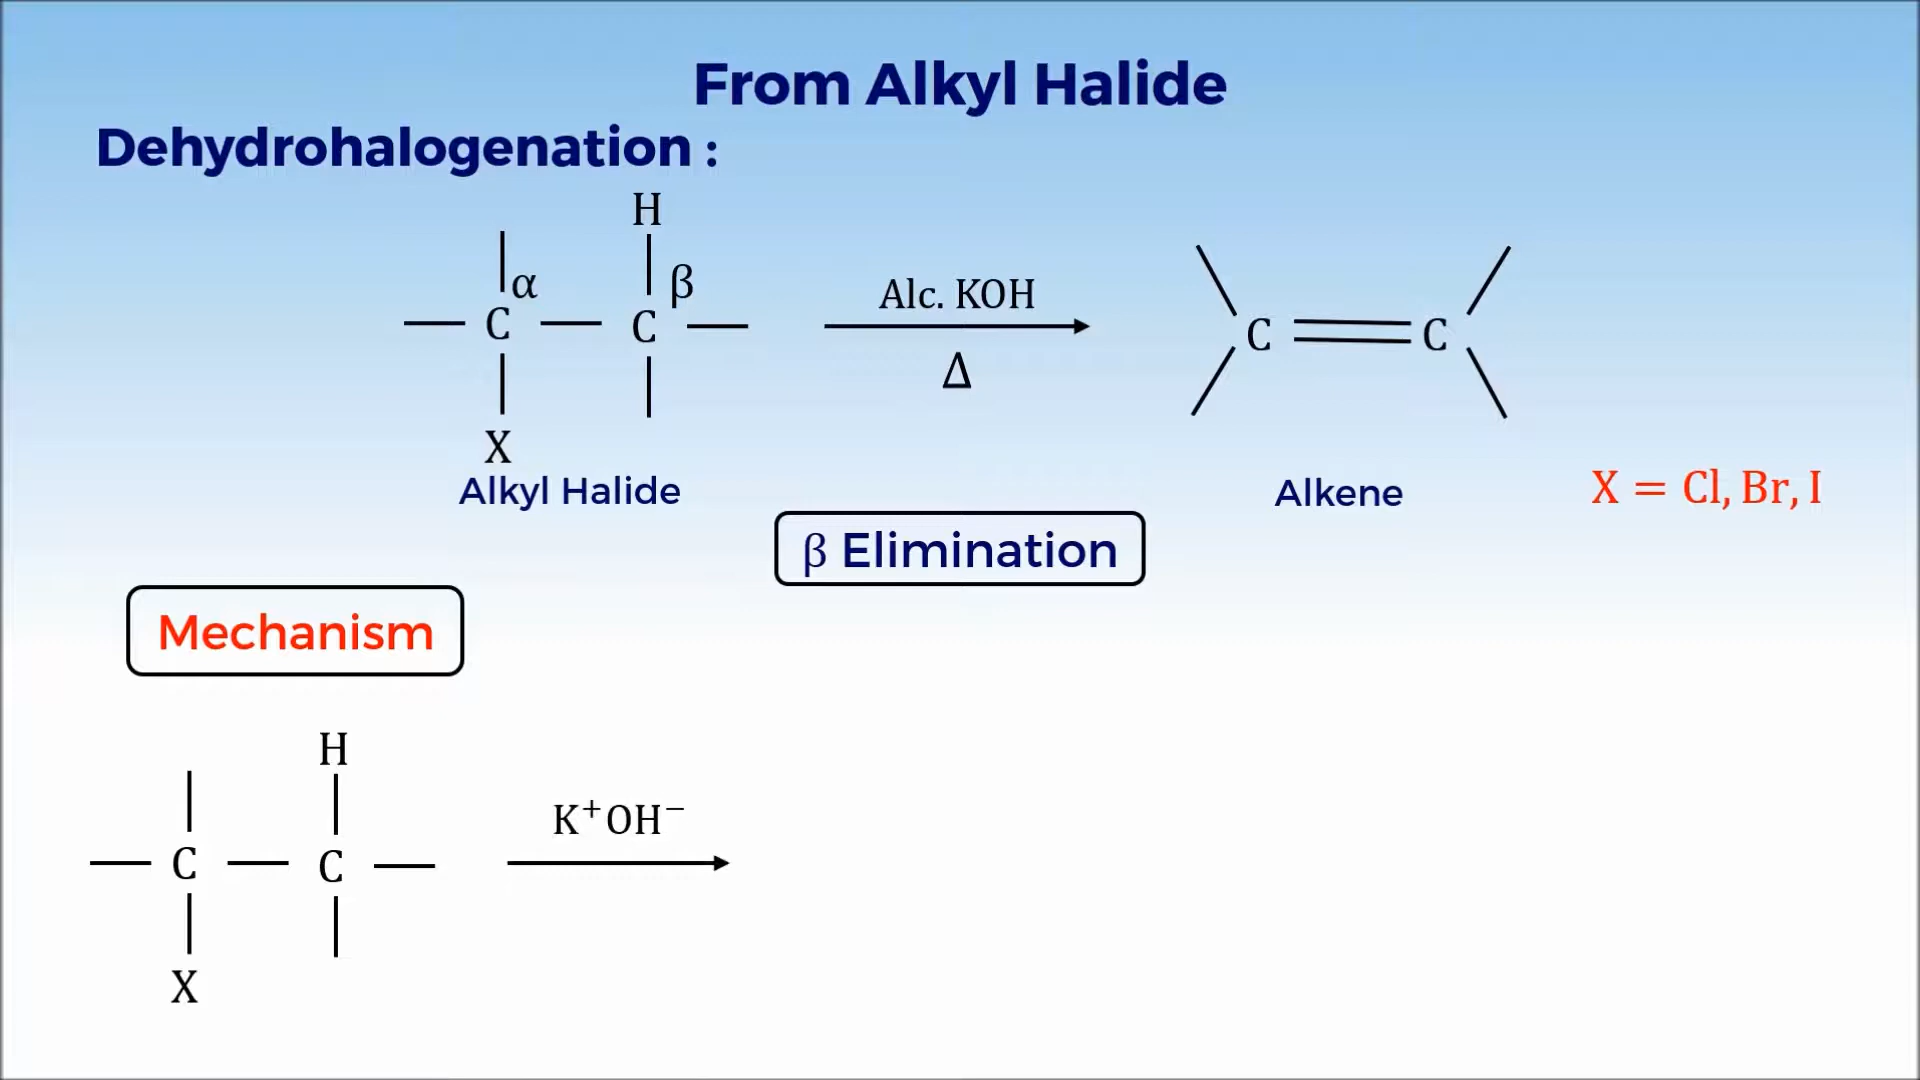 From Alkyl Halide
Dehydrohalogenation :
H
α
β
C C
Alc. KOH
Δ
C C
X
Alkyl Halide
Alkene
X = Cl, Br, I
β Elimination
Mechanism
H
K⁺OH⁻
C C
X